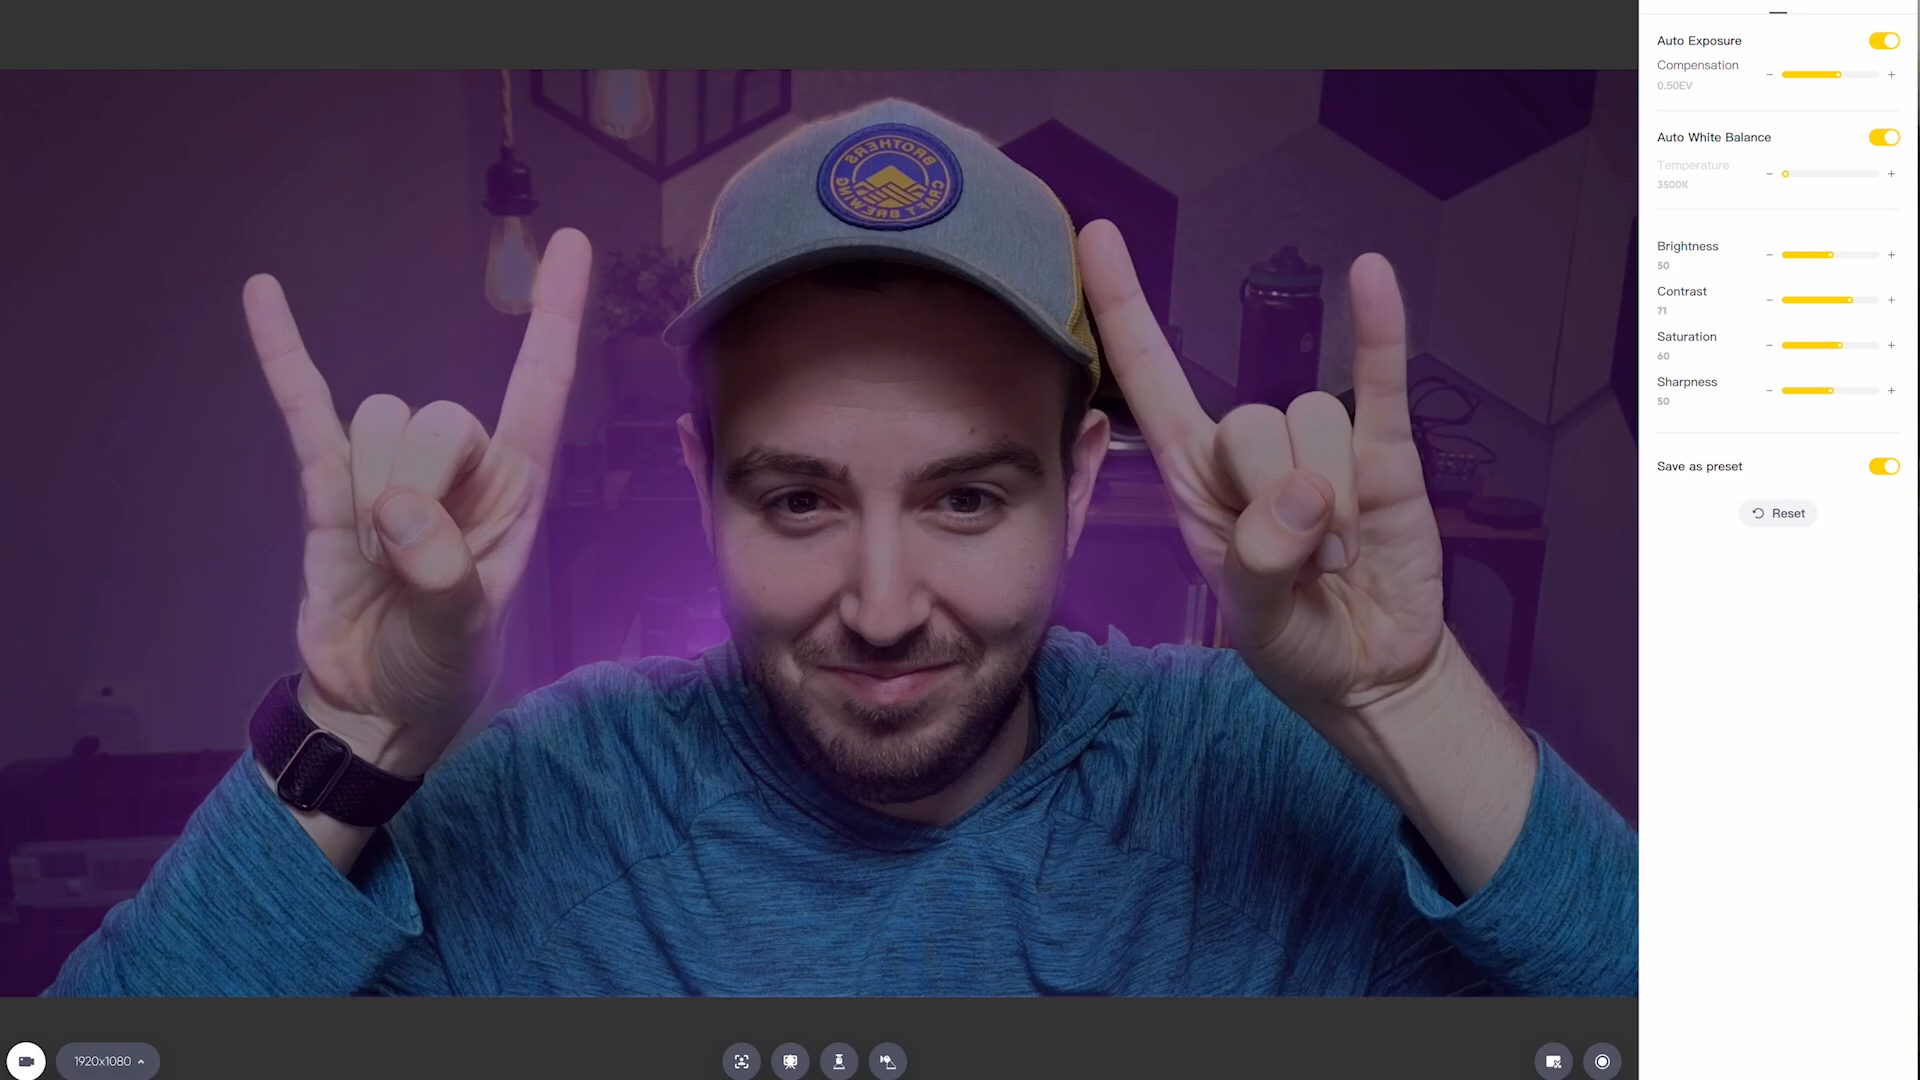 Auto Exposure
Compensation
0.50EV
Auto White Balance
Temperature
3500K
Brightness
50
Contrast
71
Saturation
60
Sharpness
50
Save as preset
Reset
BROTHERS
CRAFT BREWING
1920x1080